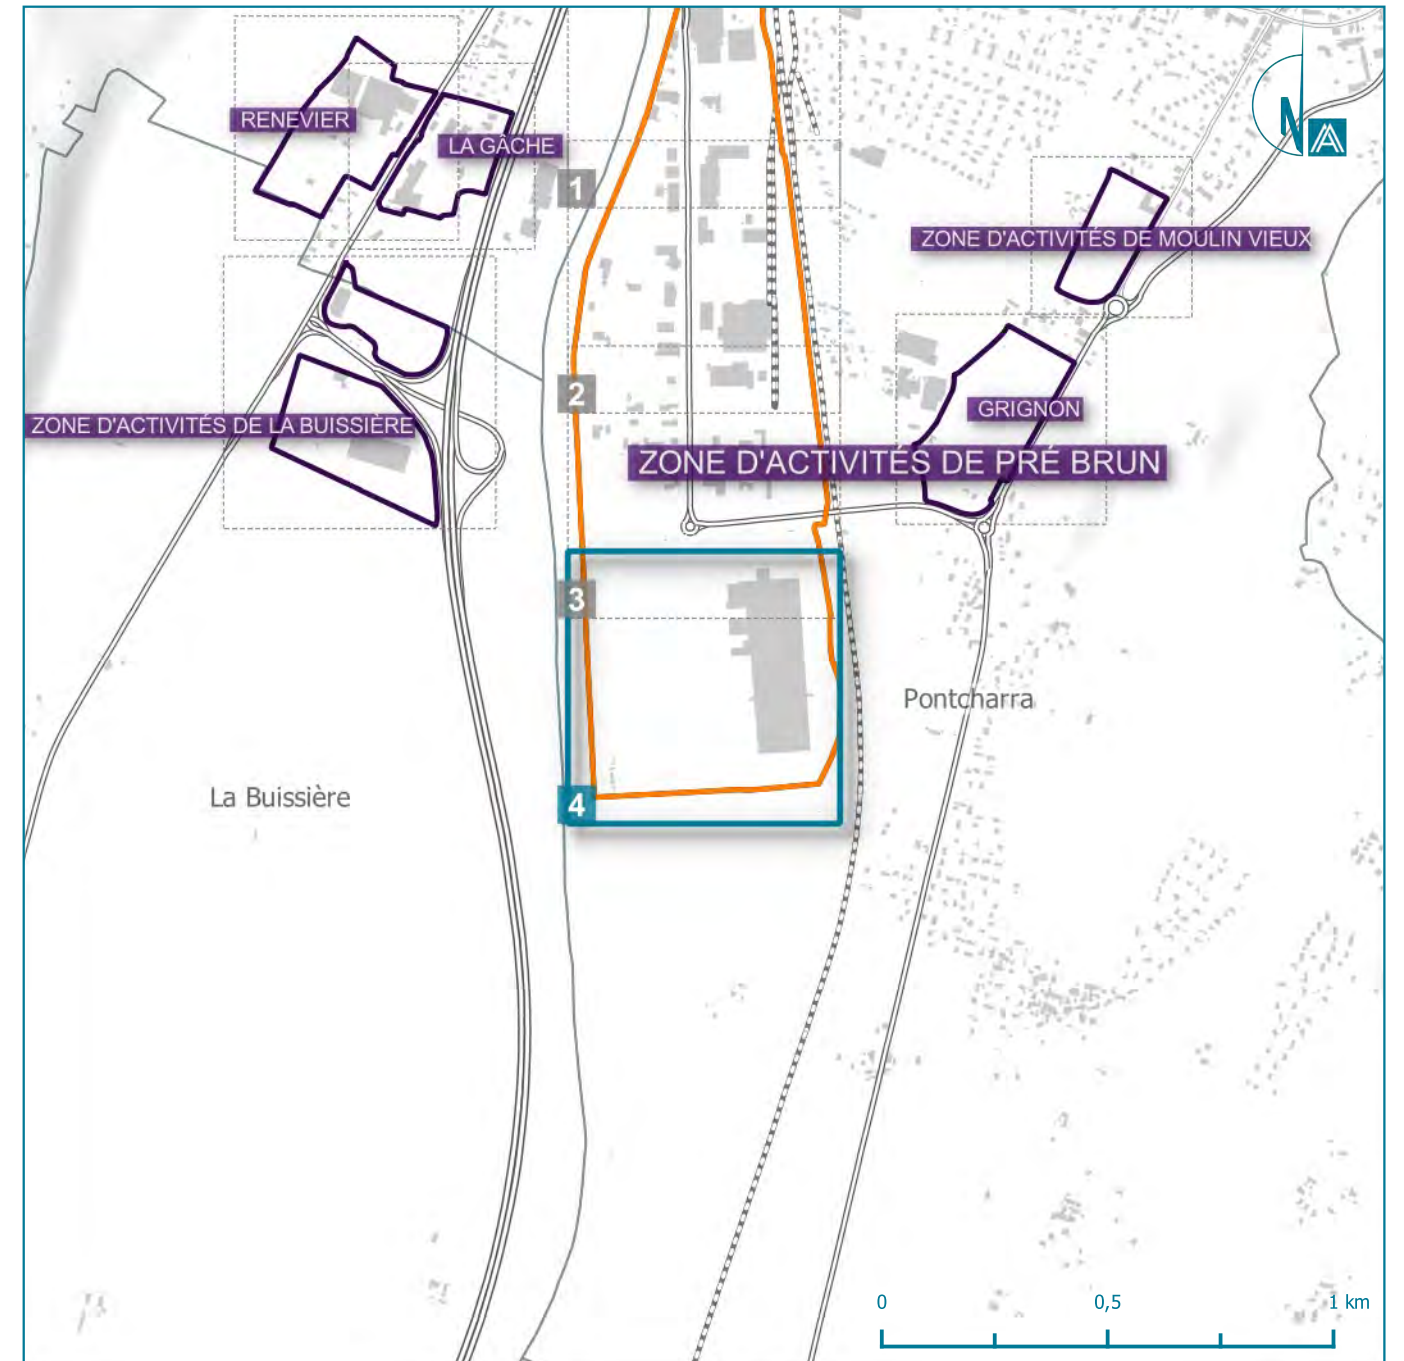 RENEVIER
LA GÂCHE
1
ZONE D'ACTIVITÉS DE MOULIN VIEUX
2
GRIGNON
ZONE D'ACTIVITÉS DE LA BUISSIÈRE
ZONE D'ACTIVITÉS DE PRÉ BRUN
3
Pontcharra
La Buissière
4
0 0,5 1 km